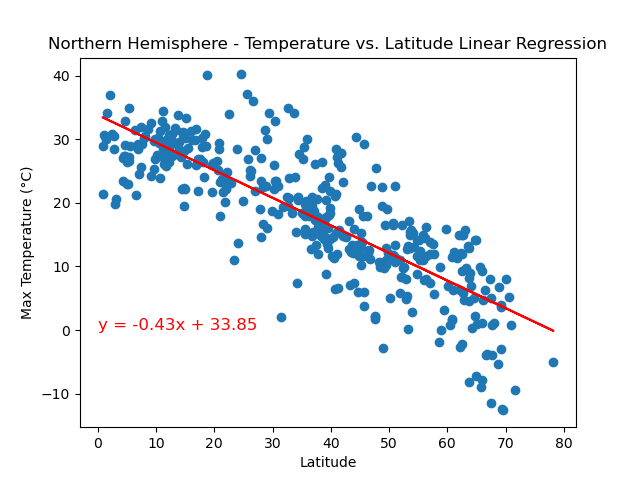 Northern Hemisphere - Temperature vs. Latitude Linear Regression
40
30
20
10
0
−10
Max Temperature (°C)
y = -0.43x + 33.85
0 10 20 30 40 50 60 70 80
Latitude